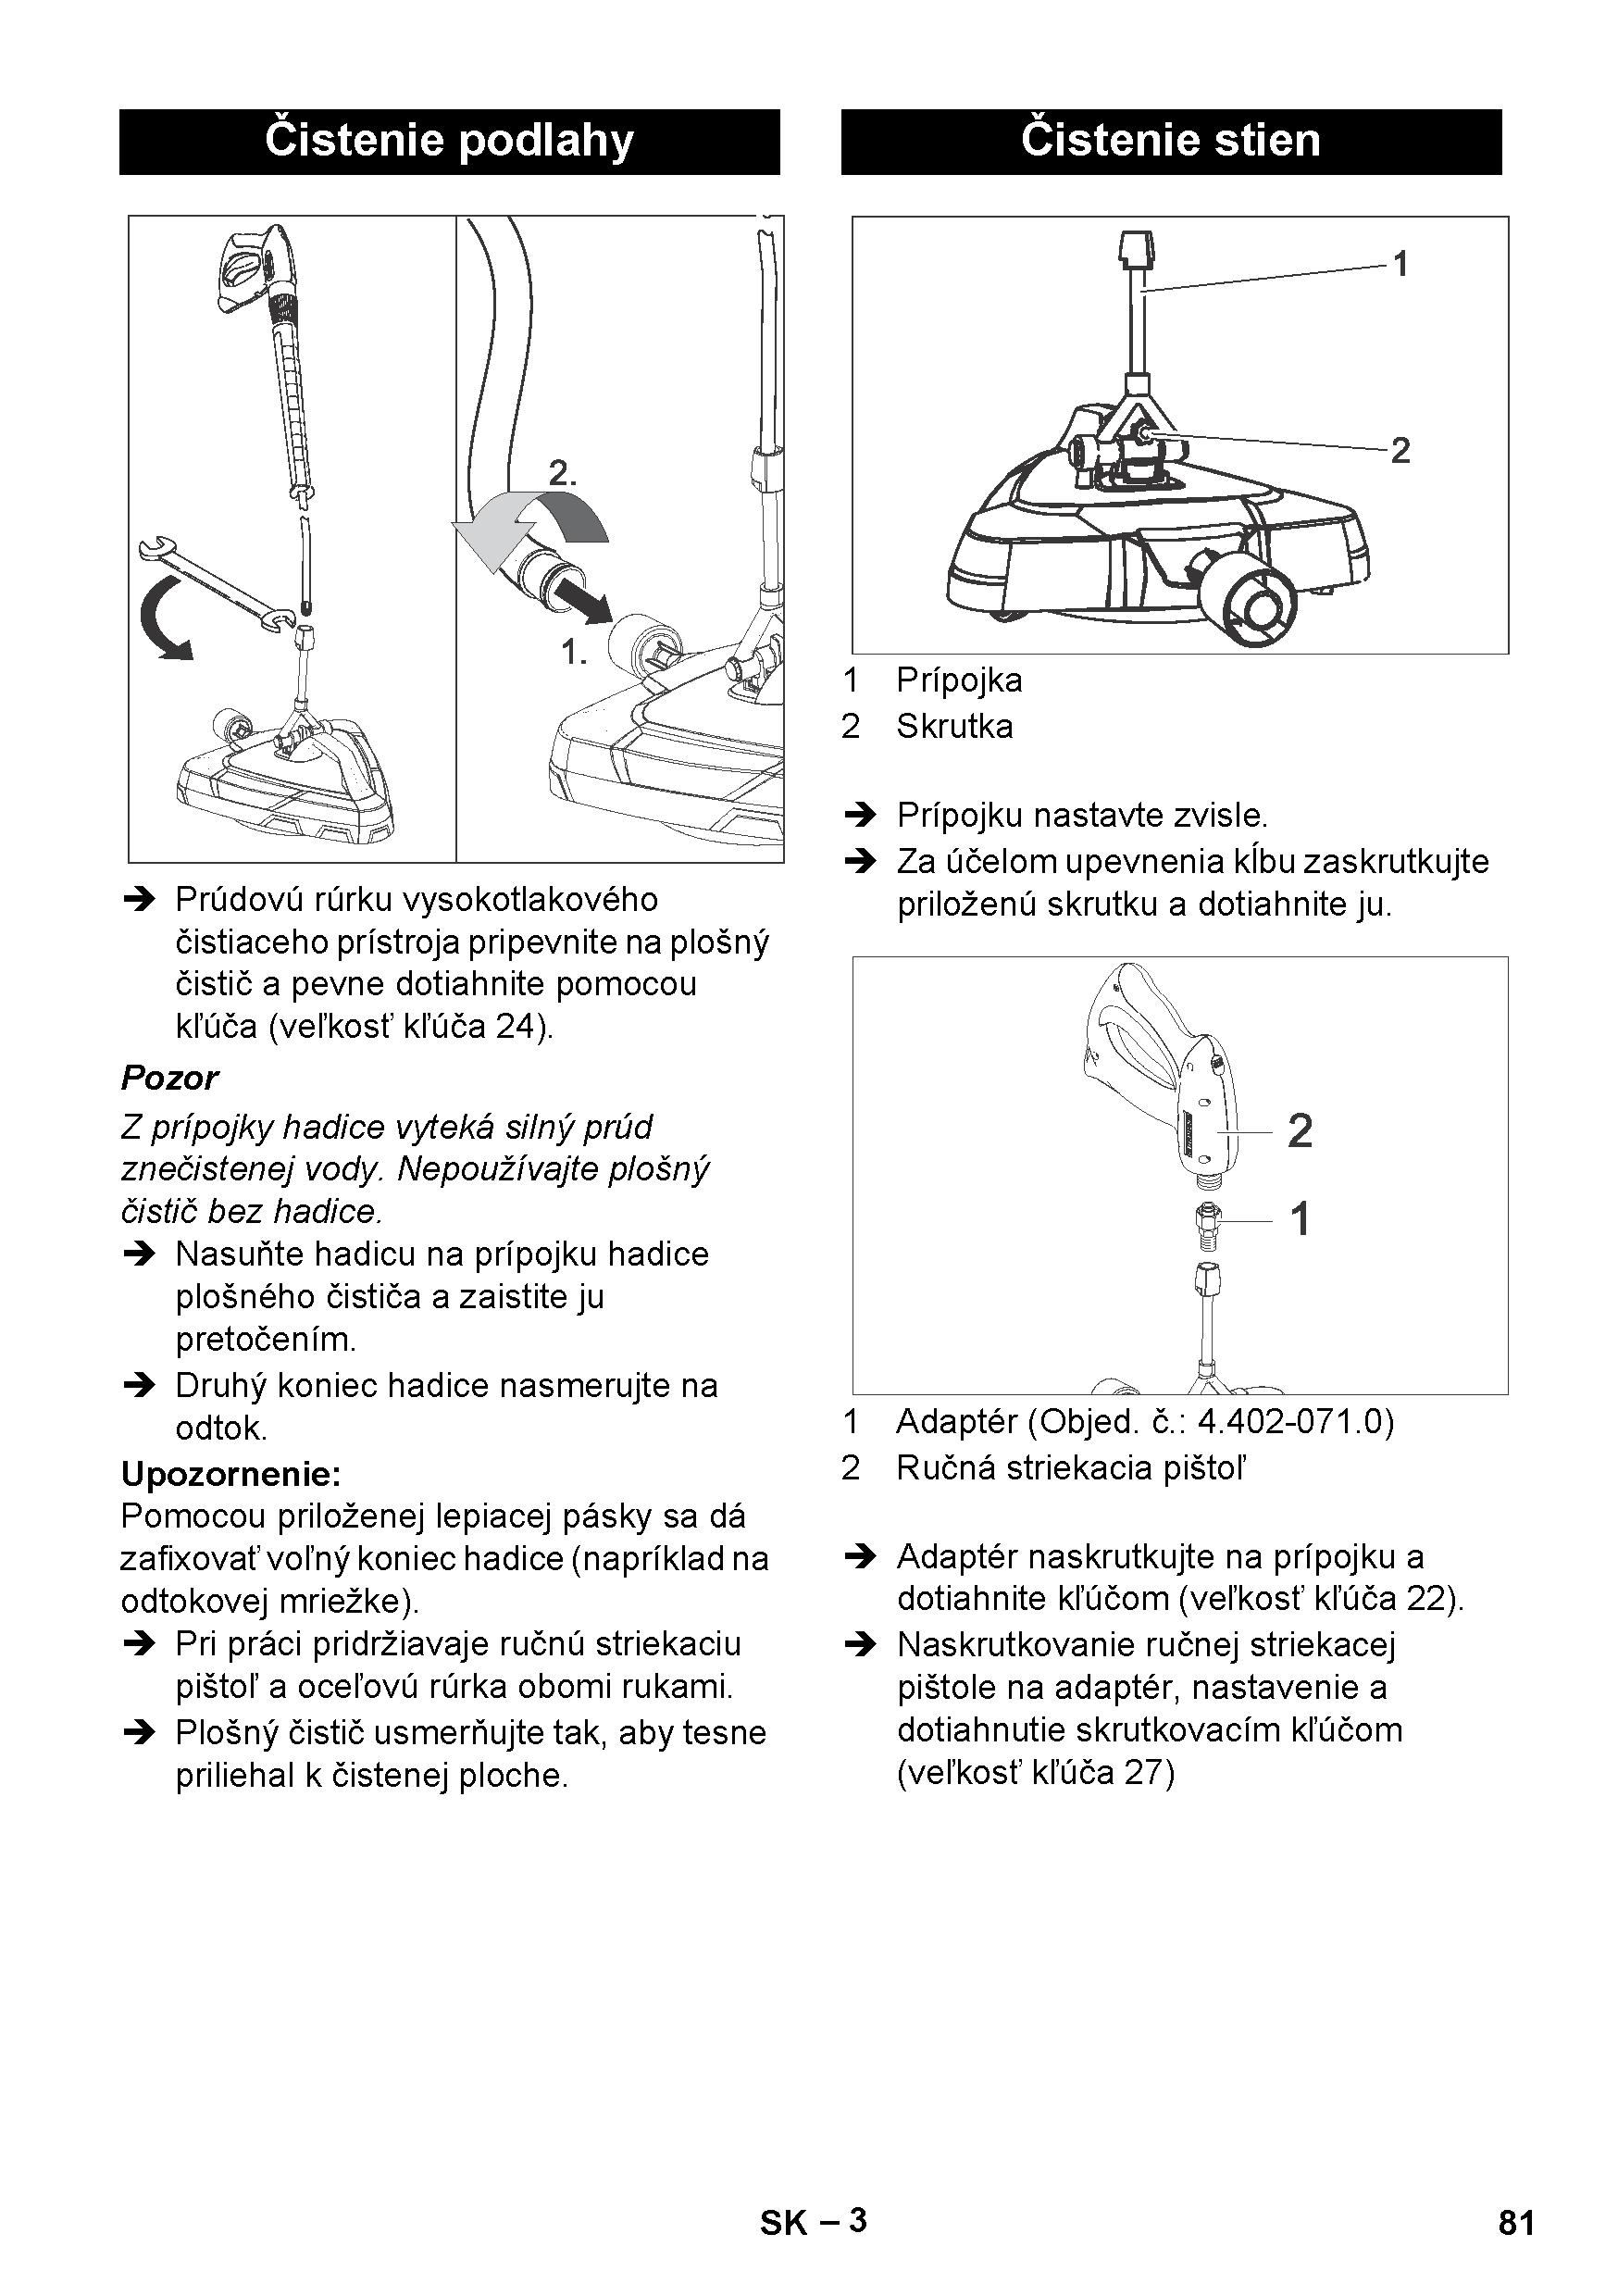 Čistenie podlahy
2.
1.
➔ Prúdovú rúrku vysokotlakového
čistiaceho prístroja pripevnite na plošný
čistič a pevne dotiahnite pomocou
kľúča (veľkosť kľúča 24).
Pozor
Z prípojky hadice vyteká silný prúd
znečistenej vody. Nepoužívajte plošný
čistič bez hadice.
➔ Nasuňte hadicu na prípojku hadice
plošného čističa a zaistite ju
pretočením.
➔ Druhý koniec hadice nasmerujte na
odtok.
Upozornenie:
Pomocou priloženej lepiacej pásky sa dá
zafixovať voľný koniec hadice (napríklad na
odtokovej mriežke).
➔ Pri práci pridržiavaje ručnú striekaciu
pištoľ a oceľovú rúrka obomi rukami.
➔ Plošný čistič usmerňujte tak, aby tesne
priliehal k čistenej ploche.
Čistenie stien
1
2
1 Prípojka
2 Skrutka
➔ Prípojku nastavte zvisle.
➔ Za účelom upevnenia kĺbu zaskrutkujte
priloženú skrutku a dotiahnite ju.
2
1
1 Adaptér (Objed. č.: 4.402-071.0)
2 Ručná striekacia pištoľ
➔ Adaptér naskrutkujte na prípojku a
dotiahnite kľúčom (veľkosť kľúča 22).
➔ Naskrutkovanie ručnej striekacej
pištole na adaptér, nastavenie a
dotiahnutie skrutkovacím kľúčom
(veľkosť kľúča 27)
SK – 3
81